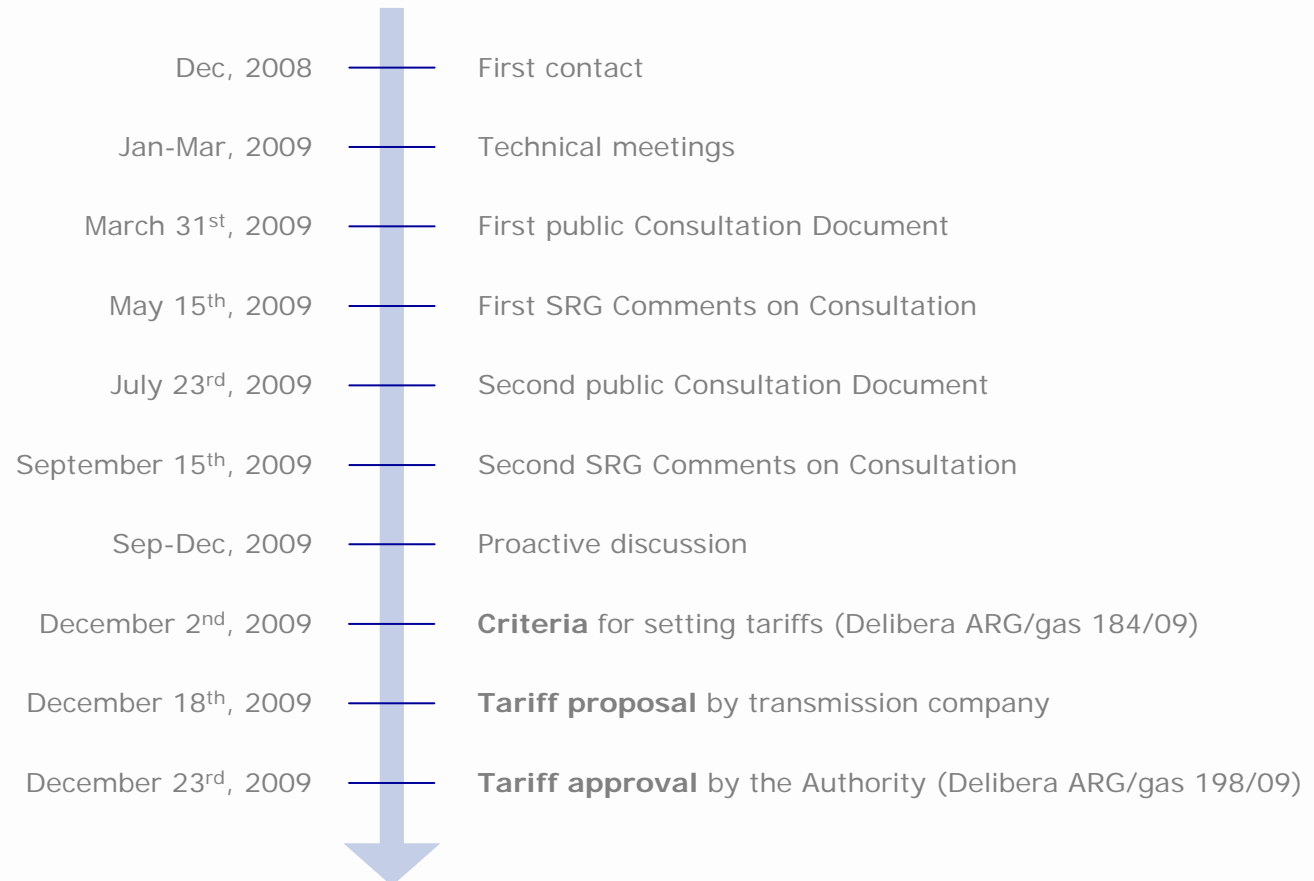 Dec, 2008 First contact
Jan-Mar, 2009 Technical meetings
March 31st, 2009 First public Consultation Document
May 15th, 2009 First SRG Comments on Consultation
July 23rd, 2009 Second public Consultation Document
September 15th, 2009 Second SRG Comments on Consultation
Sep-Dec, 2009 Proactive discussion
December 2nd, 2009 Criteria for setting tariffs (Delibera ARG/gas 184/09)
December 18th, 2009 Tariff proposal by transmission company
December 23rd, 2009 Tariff approval by the Authority (Delibera ARG/gas 198/09)